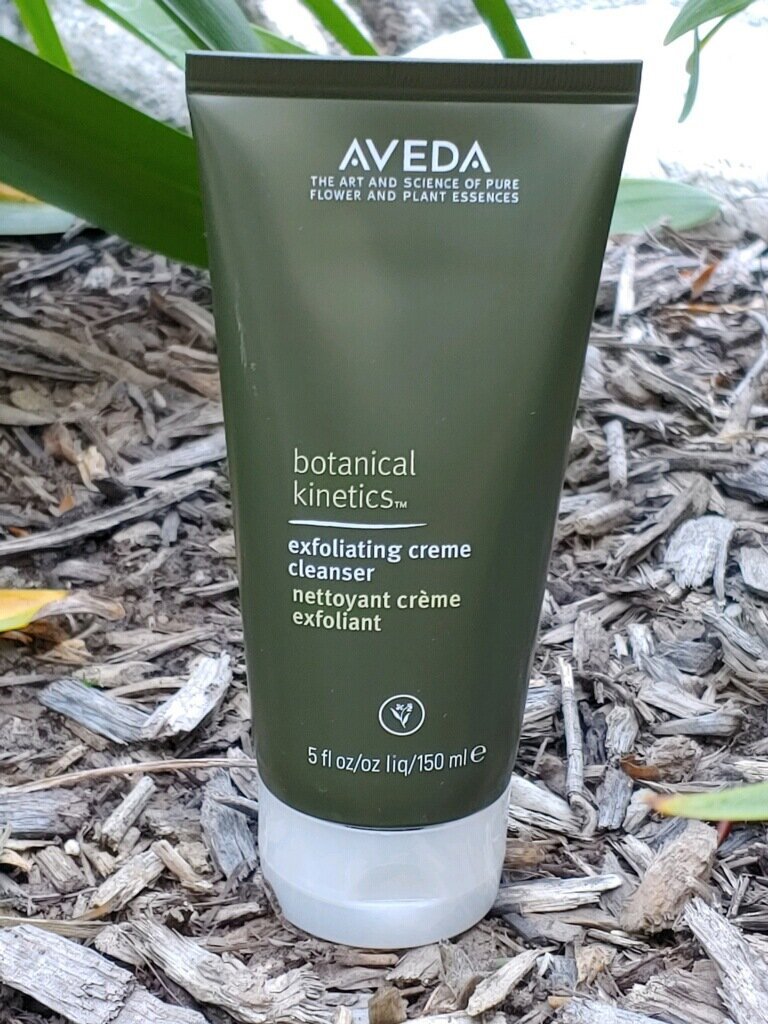 AVEDA
THE ART AND SCIENCE OF PURE
FLOWER AND PLANT ESSENCES
botanical
kinetics™
exfoliating creme
cleanser
nettoyant crème
exfoliant
5 fl oz/oz liq/150 ml ℮